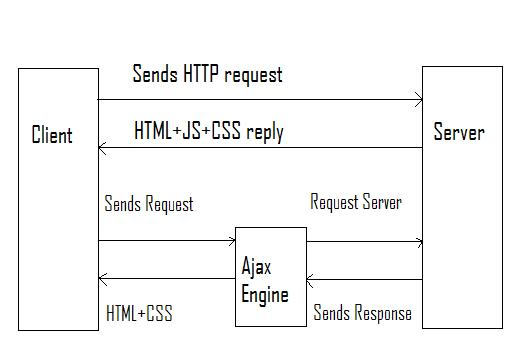 Sends HTTP request
Client
HTML+JS+CSS reply
Server
Sends Request
Request Server
Ajax
Engine
HTML+CSS
Sends Response